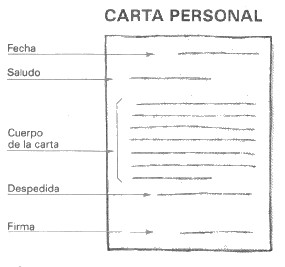 CARTA PERSONAL
Fecha
Saludo
Cuerpo
de la carta
Despedida
Firma